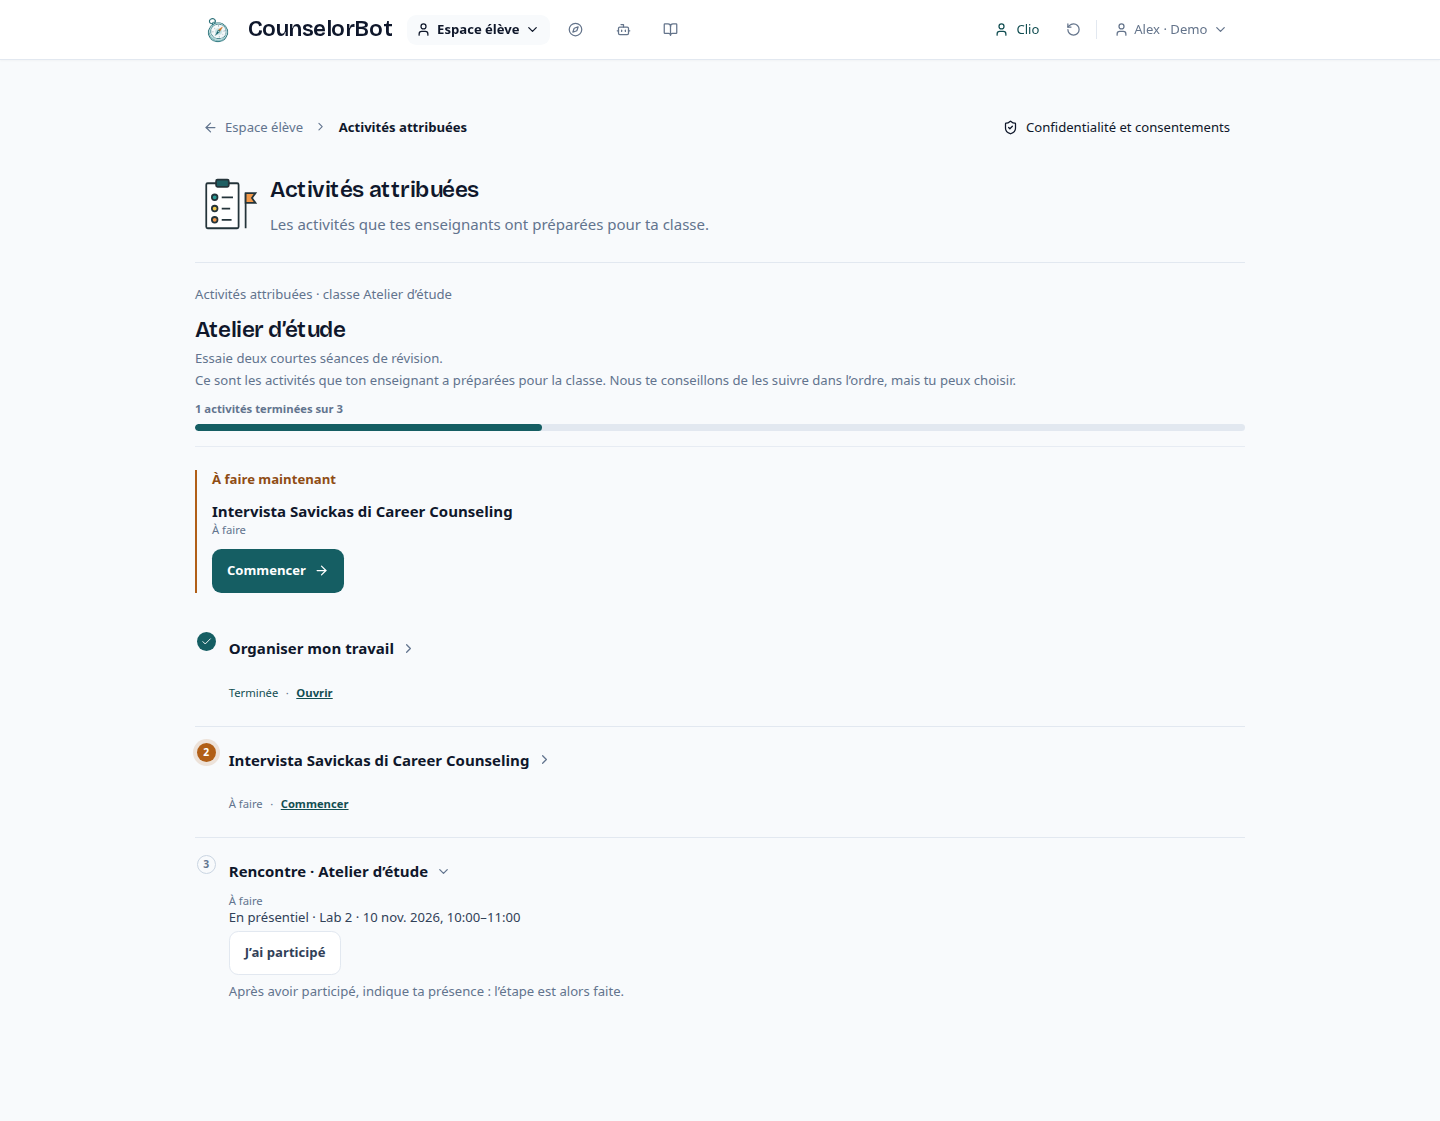 CounselorBot
Espace élève
Clio
Alex · Demo
Espace élève
Activités attribuées
Confidentialité et consentements
Activités attribuées
Les activités que tes enseignants ont préparées pour ta classe.
Activités attribuées · classe Atelier d’étude
Atelier d’étude
Essaie deux courtes séances de révision.
Ce sont les activités que ton enseignant a préparées pour la classe. Nous te conseillons de les suivre dans l’ordre, mais tu peux choisir.
1 activités terminées sur 3
À faire maintenant
Intervista Savickas di Career Counseling
À faire
Commencer
Organiser mon travail
Terminée · Ouvrir
2
Intervista Savickas di Career Counseling
À faire · Commencer
3
Rencontre · Atelier d’étude
À faire
En présentiel · Lab 2 · 10 nov. 2026, 10:00–11:00
J’ai participé
Après avoir participé, indique ta présence : l’étape est alors faite.